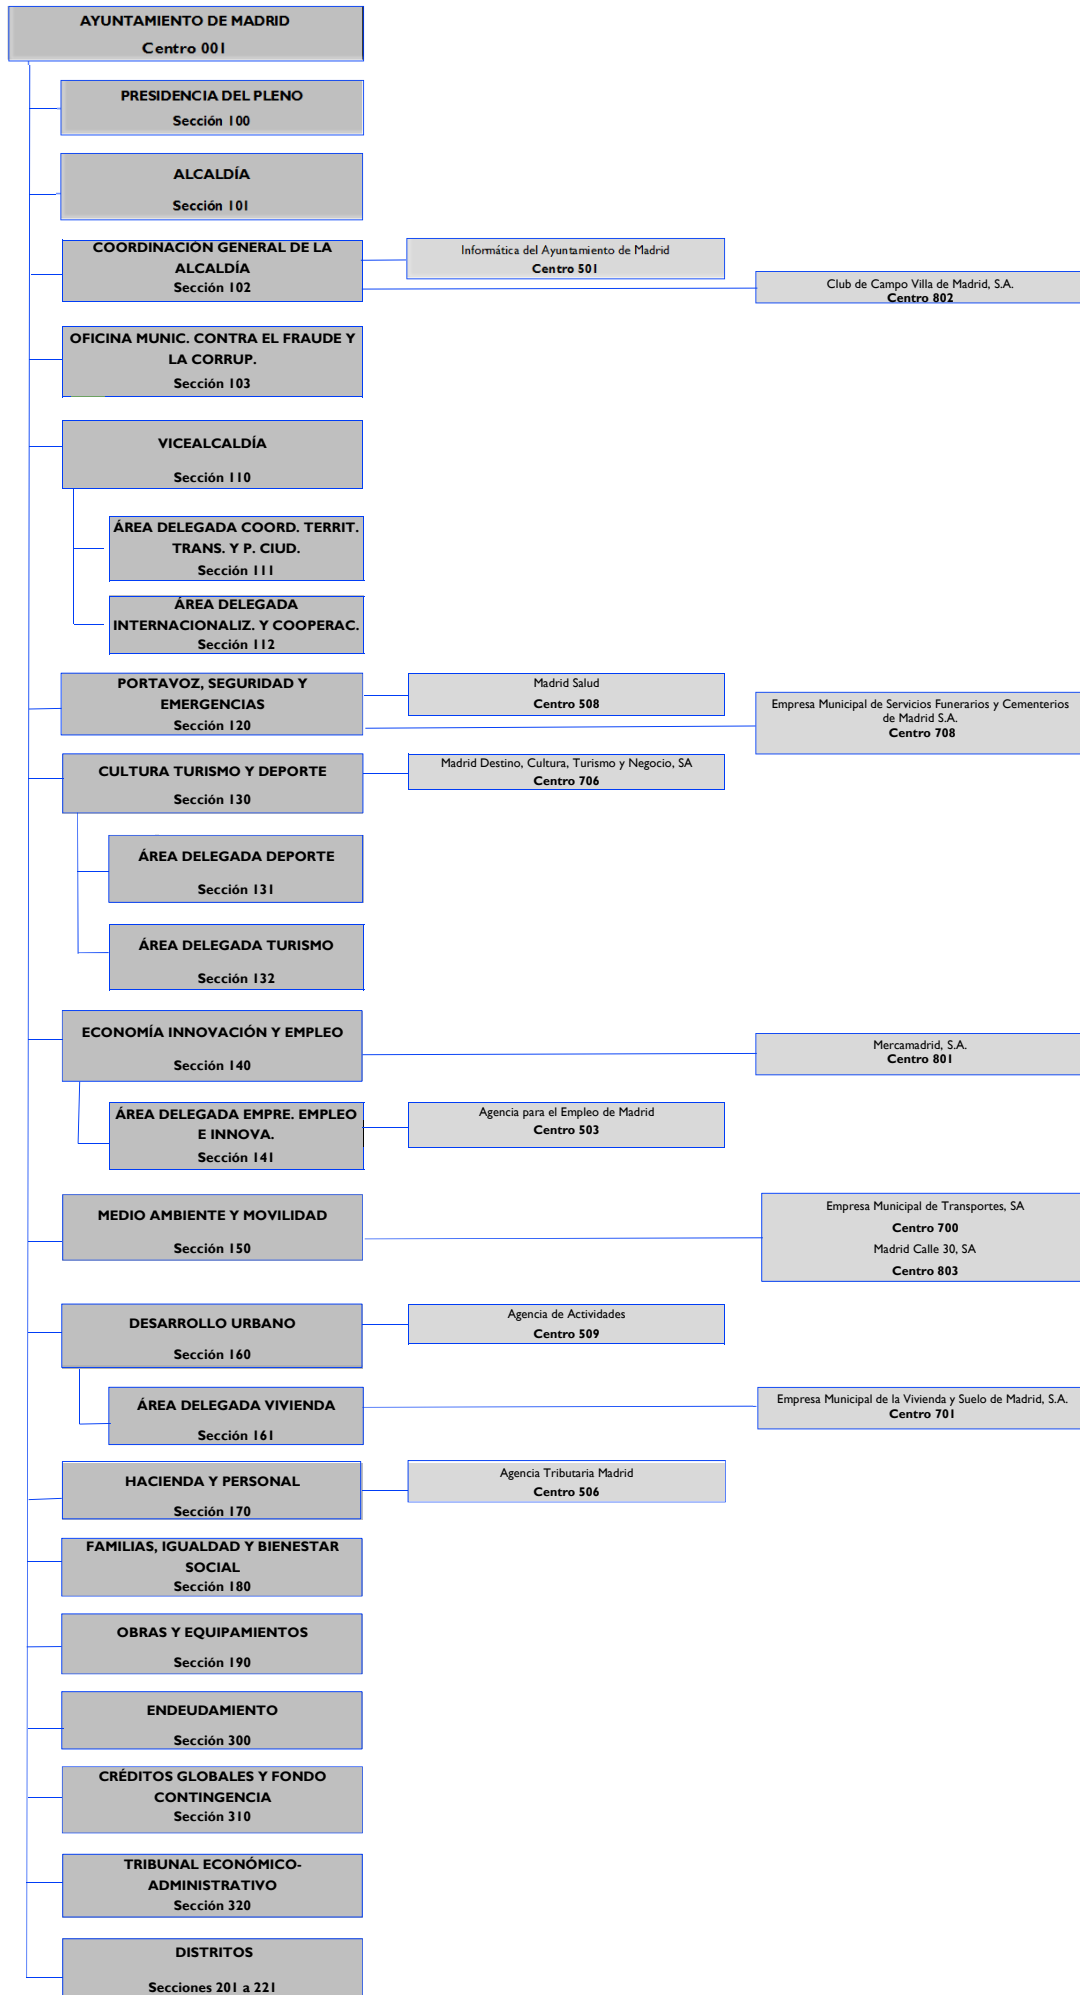 AYUNTAMIENTO DE MADRID
Centro 001
PRESIDENCIA DEL PLENO
Sección 100
ALCALDÍA
Sección 101
COORDINACIÓN GENERAL DE LA
ALCALDÍA
Sección 102
Informática del Ayuntamiento de Madrid
Centro 501
Club de Campo Villa de Madrid, S.A.
Centro 802
OFICINA MUNIC. CONTRA EL FRAUDE Y
LA CORRUP.
Sección 103
VICEALCALDÍA
Sección 110
ÁREA DELEGADA COORD. TERRIT.
TRANS. Y P. CIUD.
Sección 111
ÁREA DELEGADA
INTERNACIONALIZ. Y COOPERAC.
Sección 112
PORTAVOZ, SEGURIDAD Y
EMERGENCIAS
Sección 120
Madrid Salud
Centro 508
Empresa Municipal de Servicios Funerarios y Cementerios
de Madrid S.A.
Centro 708
CULTURA TURISMO Y DEPORTE
Sección 130
Madrid Destino, Cultura, Turismo y Negocio, SA
Centro 706
ÁREA DELEGADA DEPORTE
Sección 131
ÁREA DELEGADA TURISMO
Sección 132
ECONOMÍA INNOVACIÓN Y EMPLEO
Sección 140
Mercamadrid, S.A.
Centro 801
ÁREA DELEGADA EMPRE. EMPLEO
E INNOVA.
Sección 141
Agencia para el Empleo de Madrid
Centro 503
MEDIO AMBIENTE Y MOVILIDAD
Sección 150
Empresa Municipal de Transportes, SA
Centro 700
Madrid Calle 30, SA
Centro 803
DESARROLLO URBANO
Sección 160
Agencia de Actividades
Centro 509
ÁREA DELEGADA VIVIENDA
Sección 161
Empresa Municipal de la Vivienda y Suelo de Madrid, S.A.
Centro 701
HACIENDA Y PERSONAL
Sección 170
Agencia Tributaria Madrid
Centro 506
FAMILIAS, IGUALDAD Y BIENESTAR
SOCIAL
Sección 180
OBRAS Y EQUIPAMIENTOS
Sección 190
ENDEUDAMIENTO
Sección 300
CRÉDITOS GLOBALES Y FONDO
CONTINGENCIA
Sección 310
TRIBUNAL ECONÓMICO-
ADMINISTRATIVO
Sección 320
DISTRITOS
Secciones 201 a 221